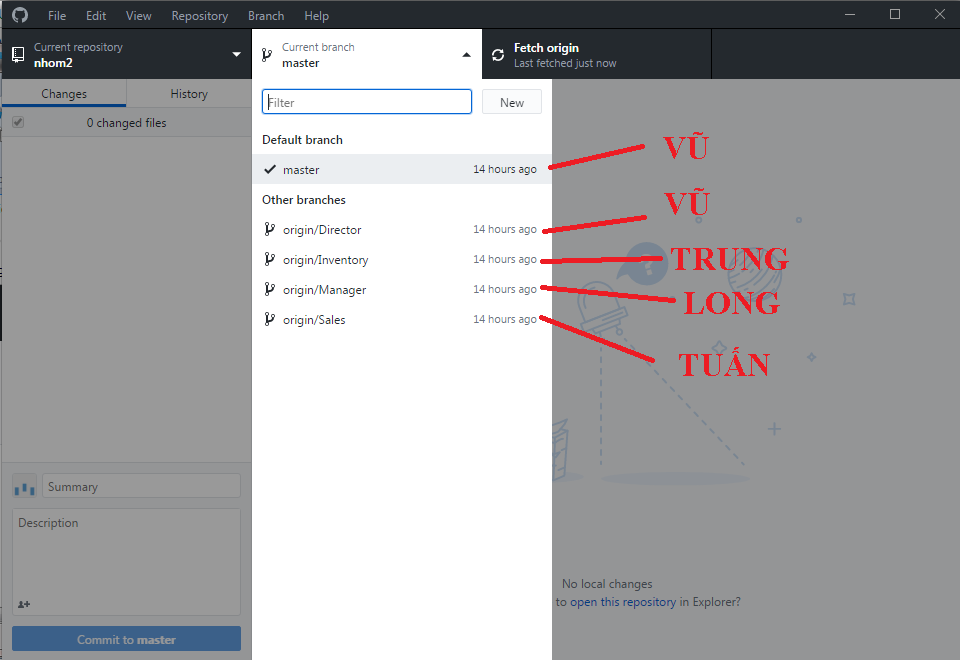 File Edit View Repository Branch Help
Current repository
nhom2
Current branch
master
Fetch origin
Last fetched just now
Changes History
0 changed files
Filter
New
Default branch
master 14 hours ago
VŨ
Other branches
origin/Director 14 hours ago
VŨ
origin/Inventory 14 hours ago
TRUNG
origin/Manager 14 hours ago
LONG
origin/Sales 14 hours ago
TUẤN
?
Summary
Description
Commit to master
No local changes
to open this repository in Explorer?